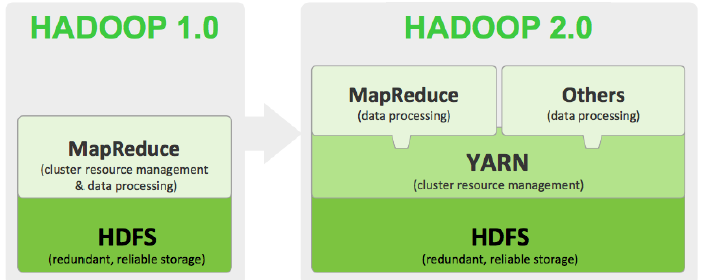 HADOOP 1.0
MapReduce
(cluster resource management
& data processing)
HDFS
(redundant, reliable storage)
HADOOP 2.0
MapReduce
(data processing)
Others
(data processing)
YARN
(cluster resource management)
HDFS
(redundant, reliable storage)